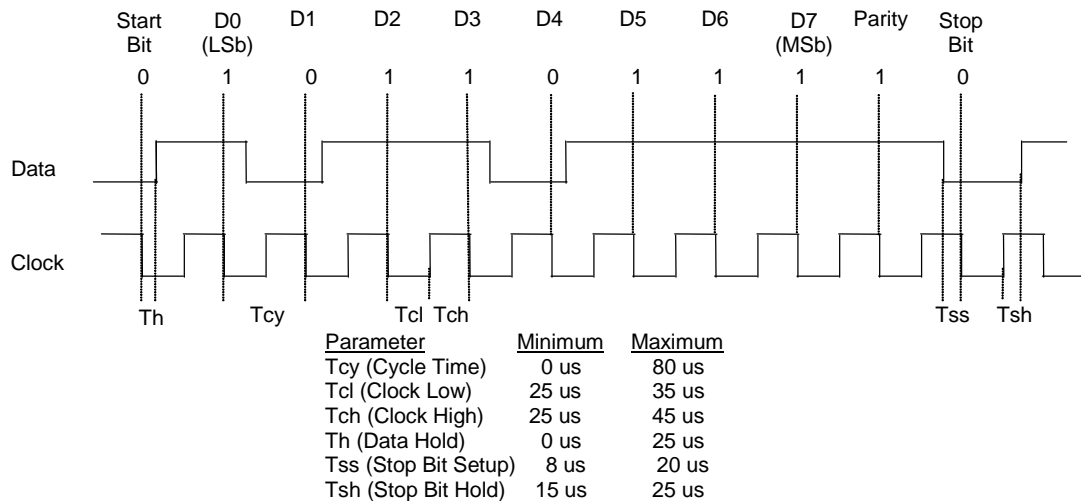 Start D0 D1 D2 D3 D4 D5 D6 D7 Parity Stop
Bit (LSb) (MSb) Bit
0 1 0 1 1 0 1 1 1 1 0
Data
Clock
Th Tcy Tcl Tch Tss Tsh
Parameter Minimum Maximum
Tcy (Cycle Time) 0 us 80 us
Tcl (Clock Low) 25 us 35 us
Tch (Clock High) 25 us 45 us
Th (Data Hold) 0 us 25 us
Tss (Stop Bit Setup) 8 us 20 us
Tsh (Stop Bit Hold) 15 us 25 us